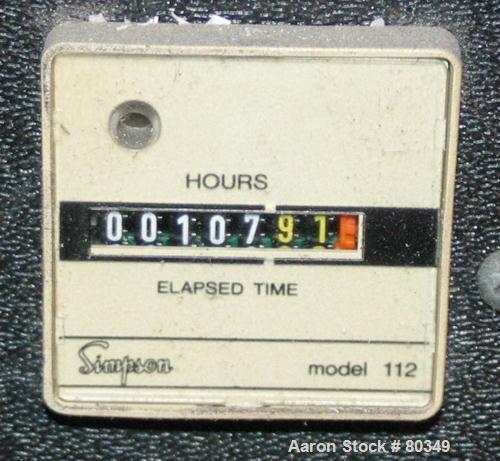 HOURS
0010791
ELAPSED TIME
Simpson
model 112
Aaron Stock # 80349